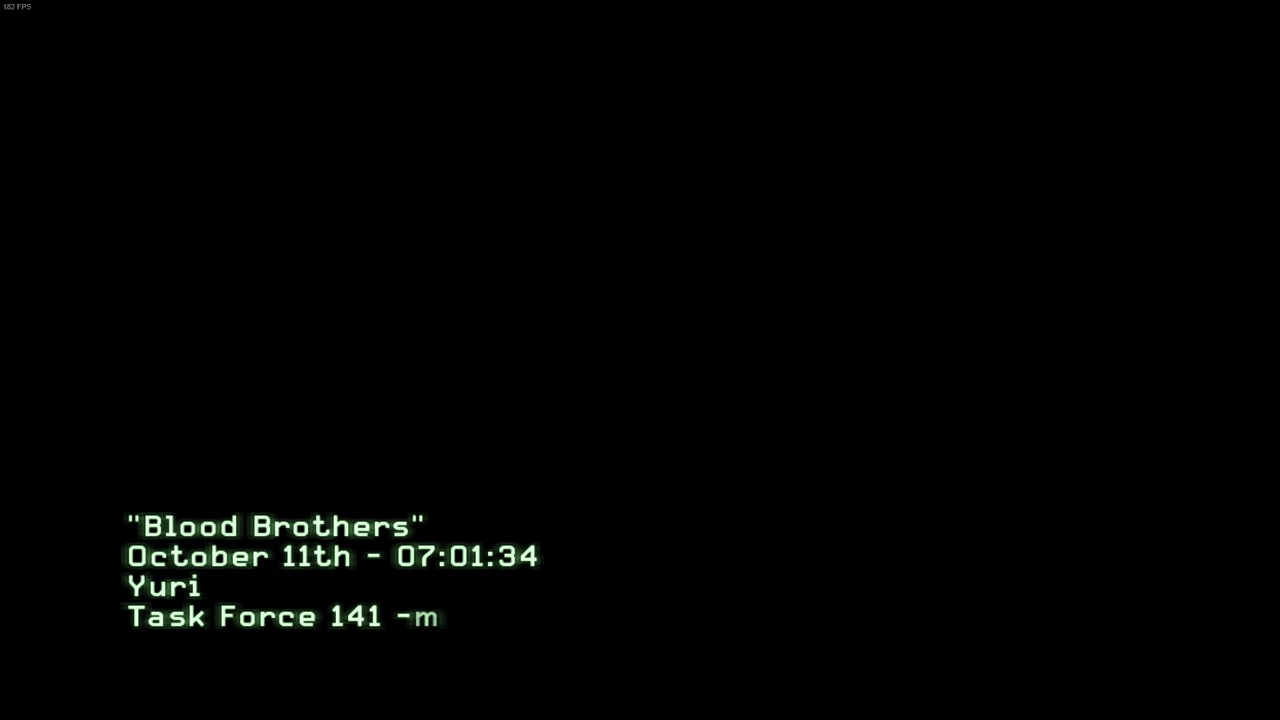 182 FPS
"Blood Brothers"
October 11th - 07:01:34
Yuri
Task Force 141 -m